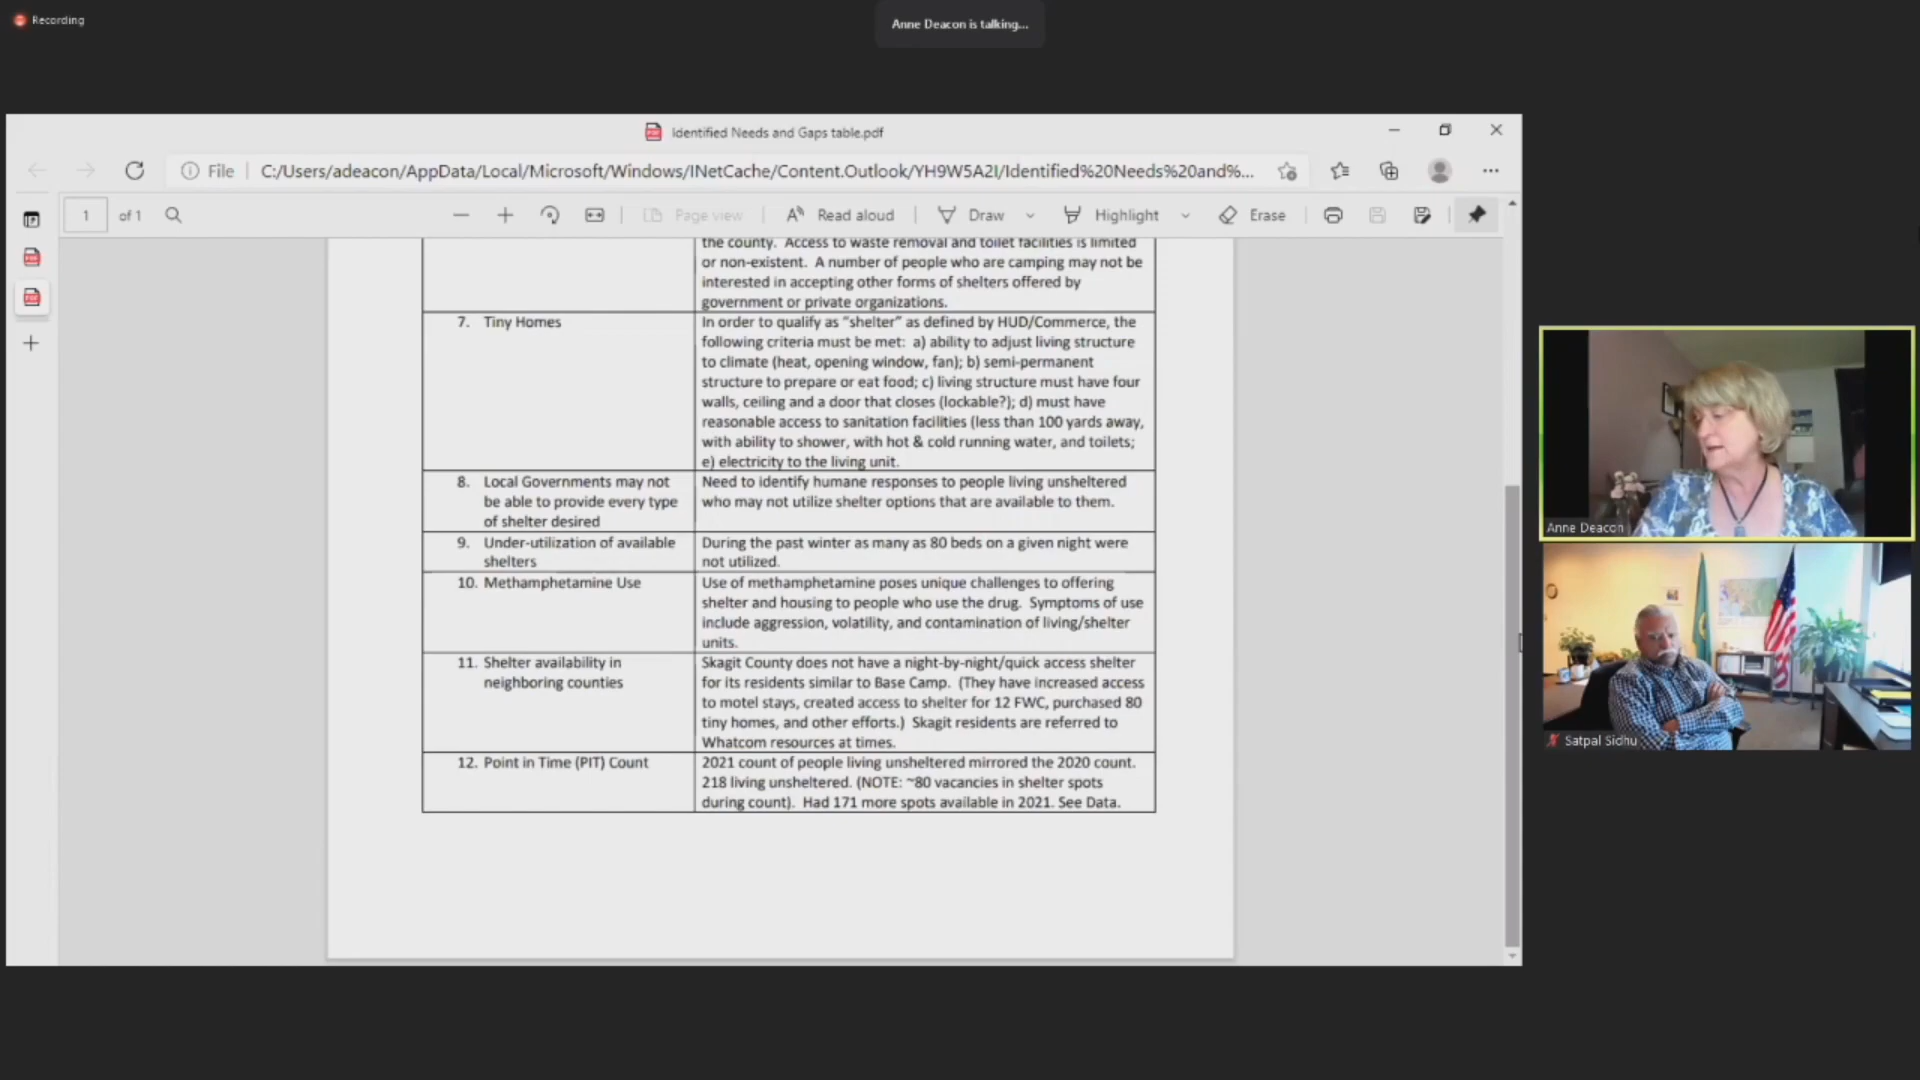 Recording
Anne Deacon is talking...
Identified Needs and Gaps table.pdf
File
C:/Users/adeacon/AppData/Local/Microsoft/Windows/INetCache/Content.Outlook/YH9W5A2I/Identified%20Needs%20and%...
1 of 1
Page view
Read aloud
Draw
Highlight
Erase
the county. Access to waste removal and toilet facilities is limited
or non-existent. A number of people who are camping may not be
interested in accepting other forms of shelters offered by
government or private organizations.
7. Tiny Homes
In order to qualify as “shelter” as defined by HUD/Commerce, the
following criteria must be met: a) ability to adjust living structure
to climate (heat, opening window, fan); b) semi-permanent
structure to prepare or eat food; c) living structure must have four
walls, ceiling and a door that closes (lockable?); d) must have
reasonable access to sanitation facilities (less than 100 yards away,
with ability to shower, with hot & cold running water, and toilets;
e) electricity to the living unit.
8. Local Governments may not
be able to provide every type
of shelter desired
Need to identify humane responses to people living unsheltered
who may not utilize shelter options that are available to them.
9. Under-utilization of available
shelters
During the past winter as many as 80 beds on a given night were
not utilized.
10. Methamphetamine Use
Use of methamphetamine poses unique challenges to offering
shelter and housing to people who use the drug. Symptoms of use
include aggression, volatility, and contamination of living/shelter
units.
11. Shelter availability in
neighboring counties
Skagit County does not have a night-by-night/quick access shelter
for its residents similar to Base Camp. (They have increased access
to motel stays, created access to shelter for 12 FWC, purchased 80
tiny homes, and other efforts.) Skagit residents are referred to
Whatcom resources at times.
12. Point in Time (PIT) Count
2021 count of people living unsheltered mirrored the 2020 count.
218 living unsheltered. (NOTE: ~80 vacancies in shelter spots
during count). Had 171 more spots available in 2021. See Data.
Anne Deacon
Satpal Sidhu